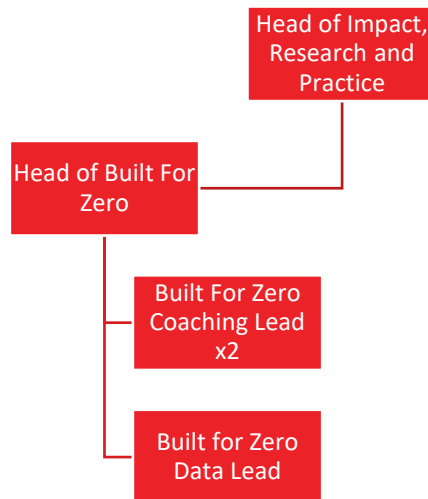 Head of Impact,
Research and
Practice
Head of Built For
Zero
Built For Zero
Coaching Lead
x2
Built for Zero
Data Lead